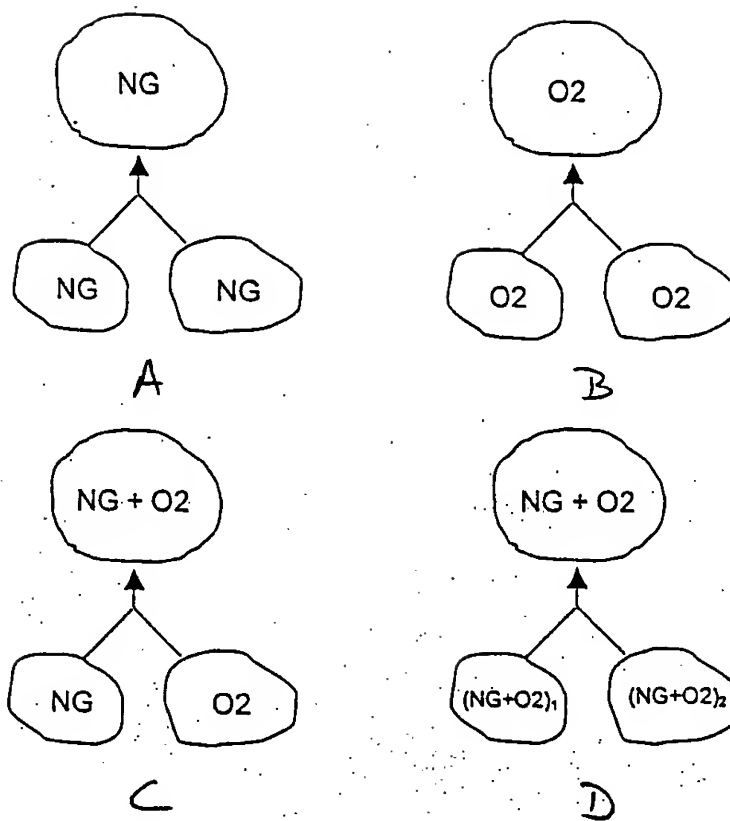 NG
NG
NG
A
O2
O2
O2
B
NG + O2
NG
O2
C
NG + O2
(NG+O2)₁
(NG+O2)₂
D